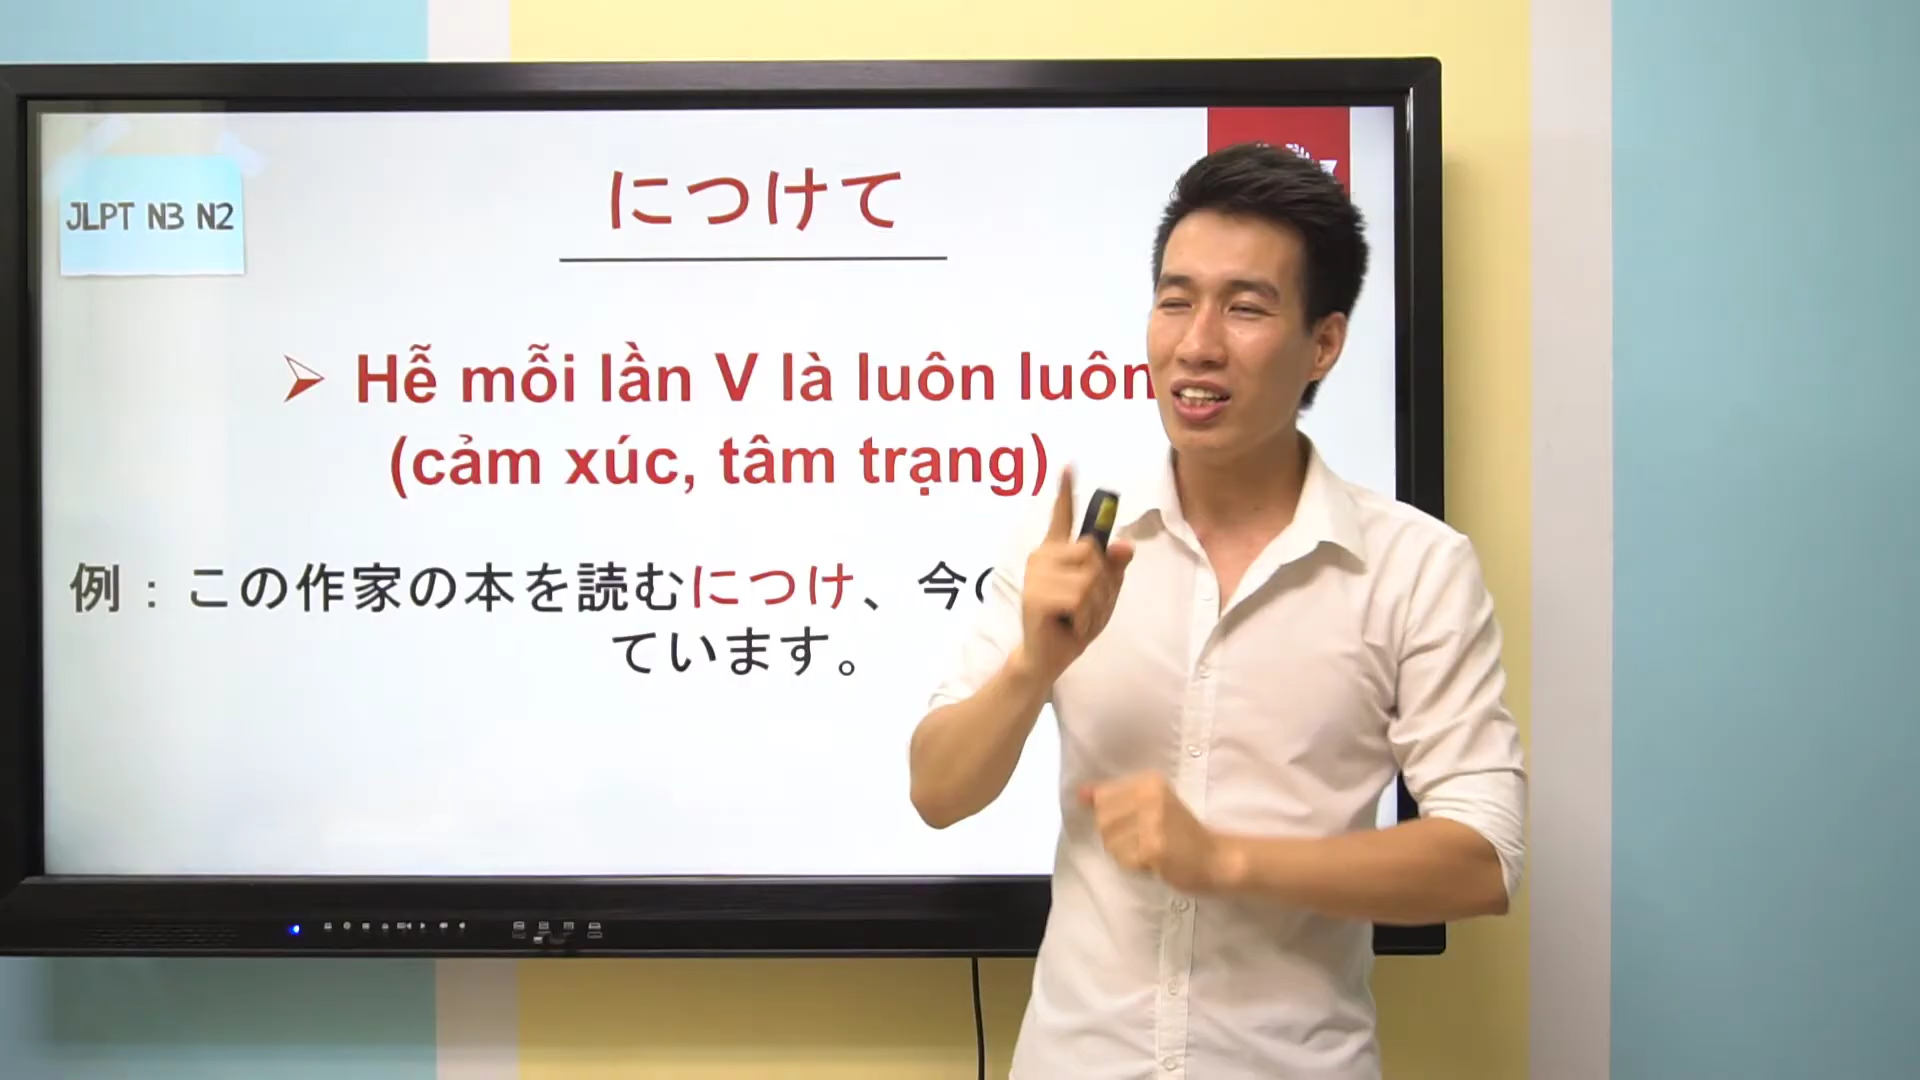 JLPT N3 N2
につけて
Hễ mỗi lần V là luôn luôn
(cảm xúc, tâm trạng)
例：この作家の本を読むにつけ、今の
ています。